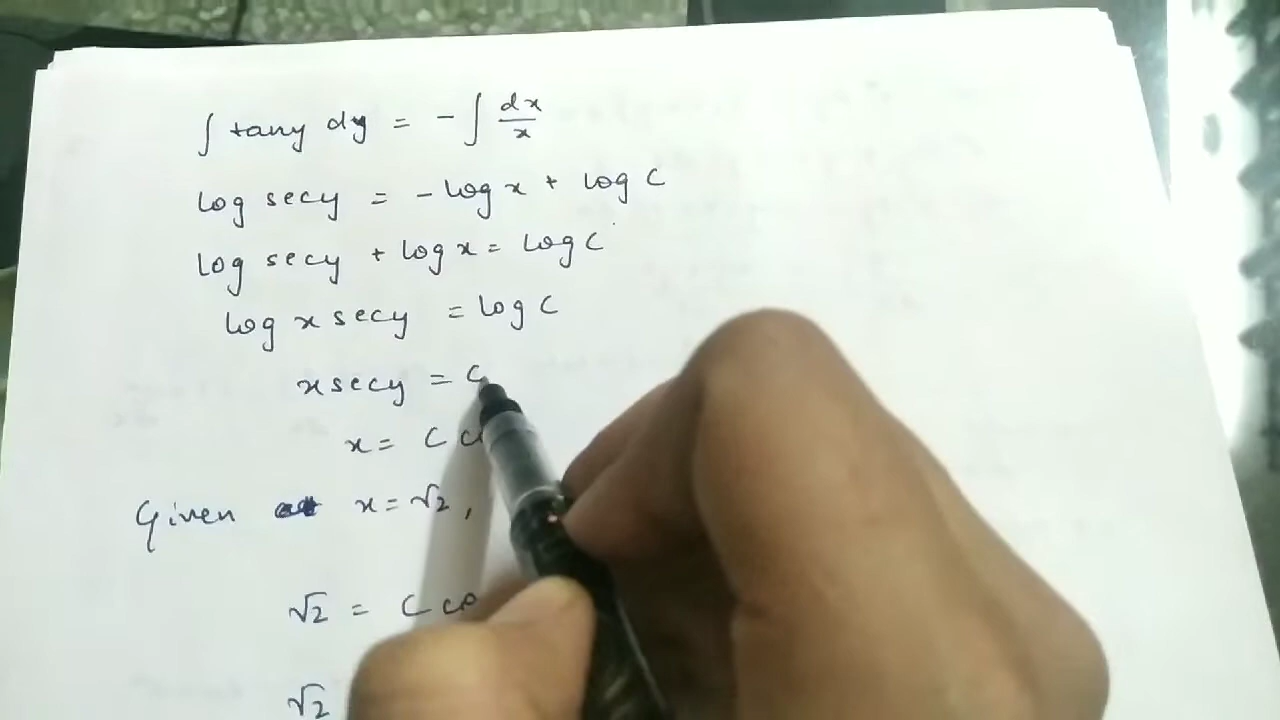 ∫ tany dy = - ∫ dx/x
log secy = - log x + log C
log secy + log x = log C
log x secy = log C
x secy = C
x = C
Given x = √2,
√2 = C
√2